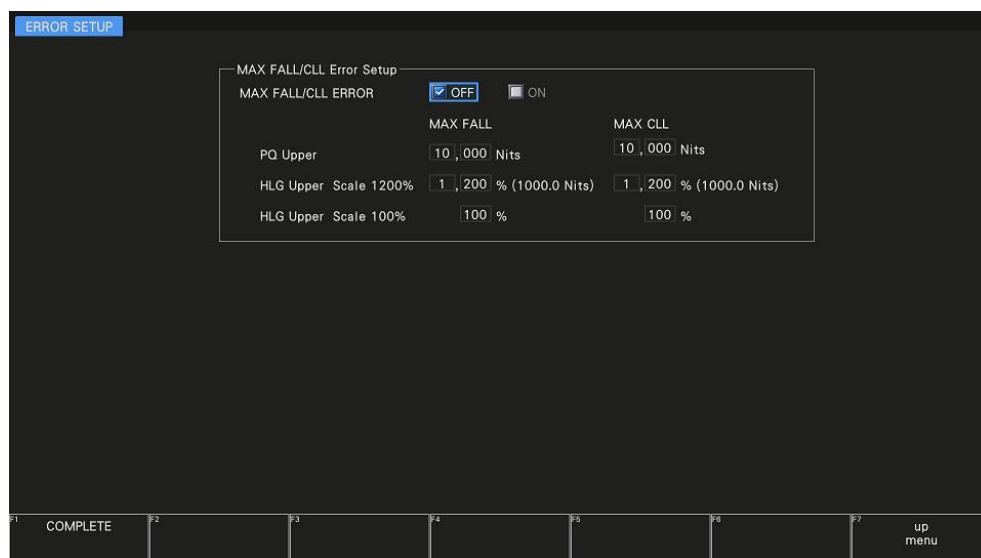 ERROR SETUP
MAX FALL/CLL Error Setup
MAX FALL/CLL ERROR OFF ON
MAX FALL MAX CLL
PQ Upper 10 ,000 Nits 10 ,000 Nits
HLG Upper Scale 1200% 1 ,200 % (1000.0 Nits) 1 ,200 % (1000.0 Nits)
HLG Upper Scale 100% 100 % 100 %
F1 COMPLETE F2 F3 F4 F5 F6 F7 up
menu